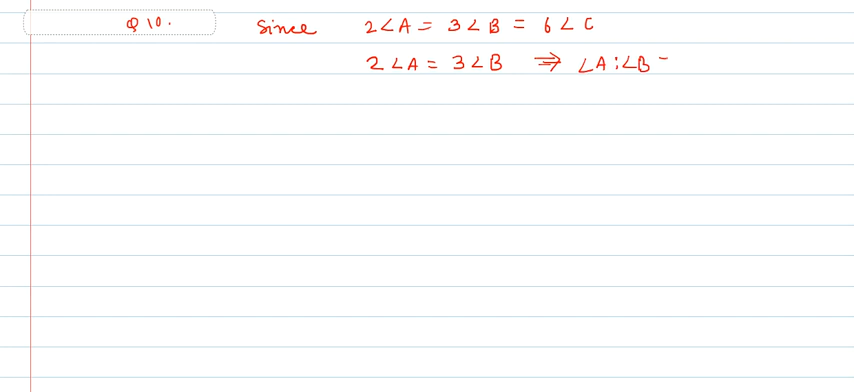 Q 10. Since 2∠A = 3∠B = 6∠C
2∠A = 3∠B ⇒ ∠A:∠B -